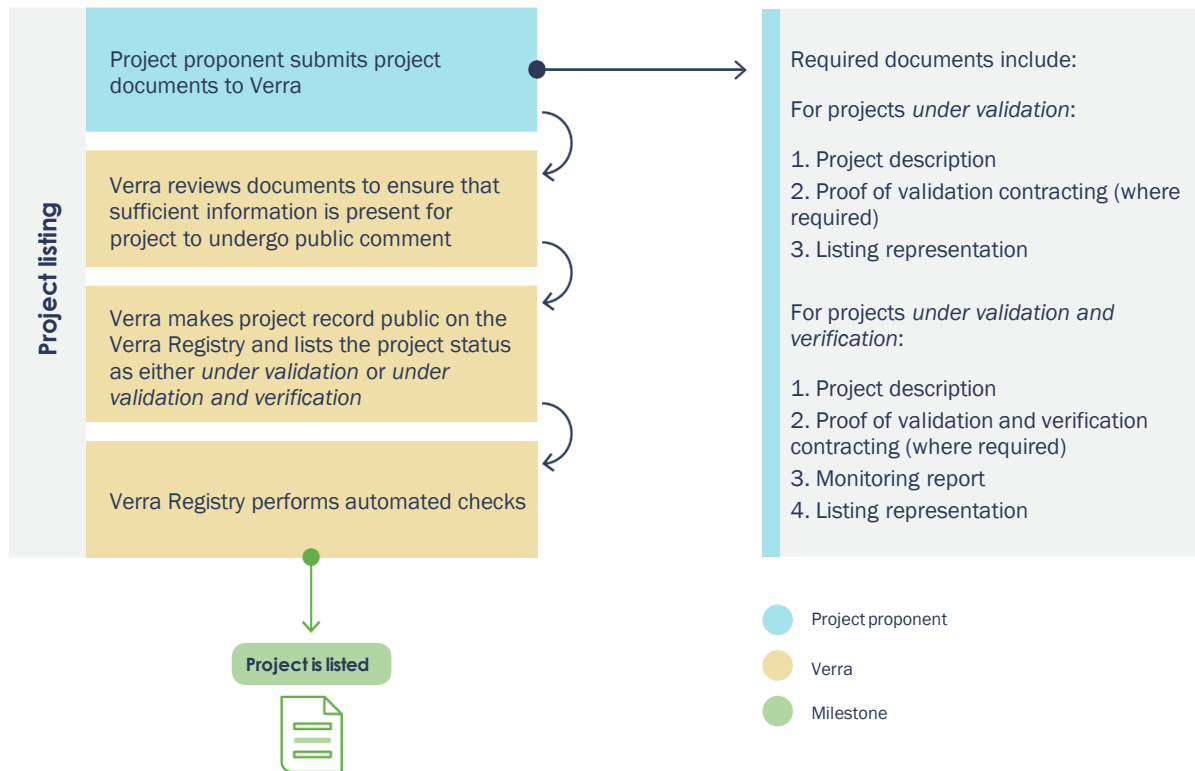 Project listing
Project proponent submits project
documents to Verra
Verra reviews documents to ensure that
sufficient information is present for
project to undergo public comment
Verra makes project record public on the
Verra Registry and lists the project status
as either under validation or under
validation and verification
Verra Registry performs automated checks
Project is listed
Required documents include:
For projects under validation:
1. Project description
2. Proof of validation contracting (where
required)
3. Listing representation
For projects under validation and
verification:
1. Project description
2. Proof of validation and verification
contracting (where required)
3. Monitoring report
4. Listing representation
Project proponent
Verra
Milestone